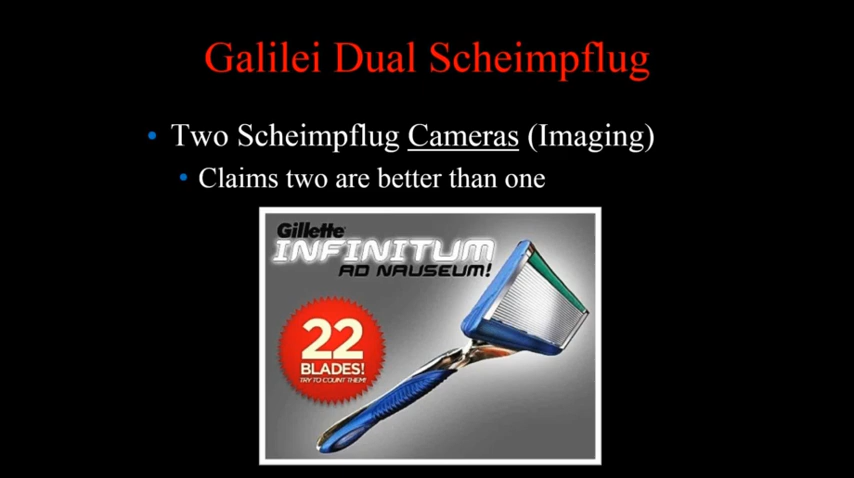 Galilei Dual Scheimpflug
• Two Scheimpflug Cameras (Imaging)
• Claims two are better than one
Gillette
INFINITUM
AD NAUSEUM!
22
BLADES!
TRY TO COUNT THEM!